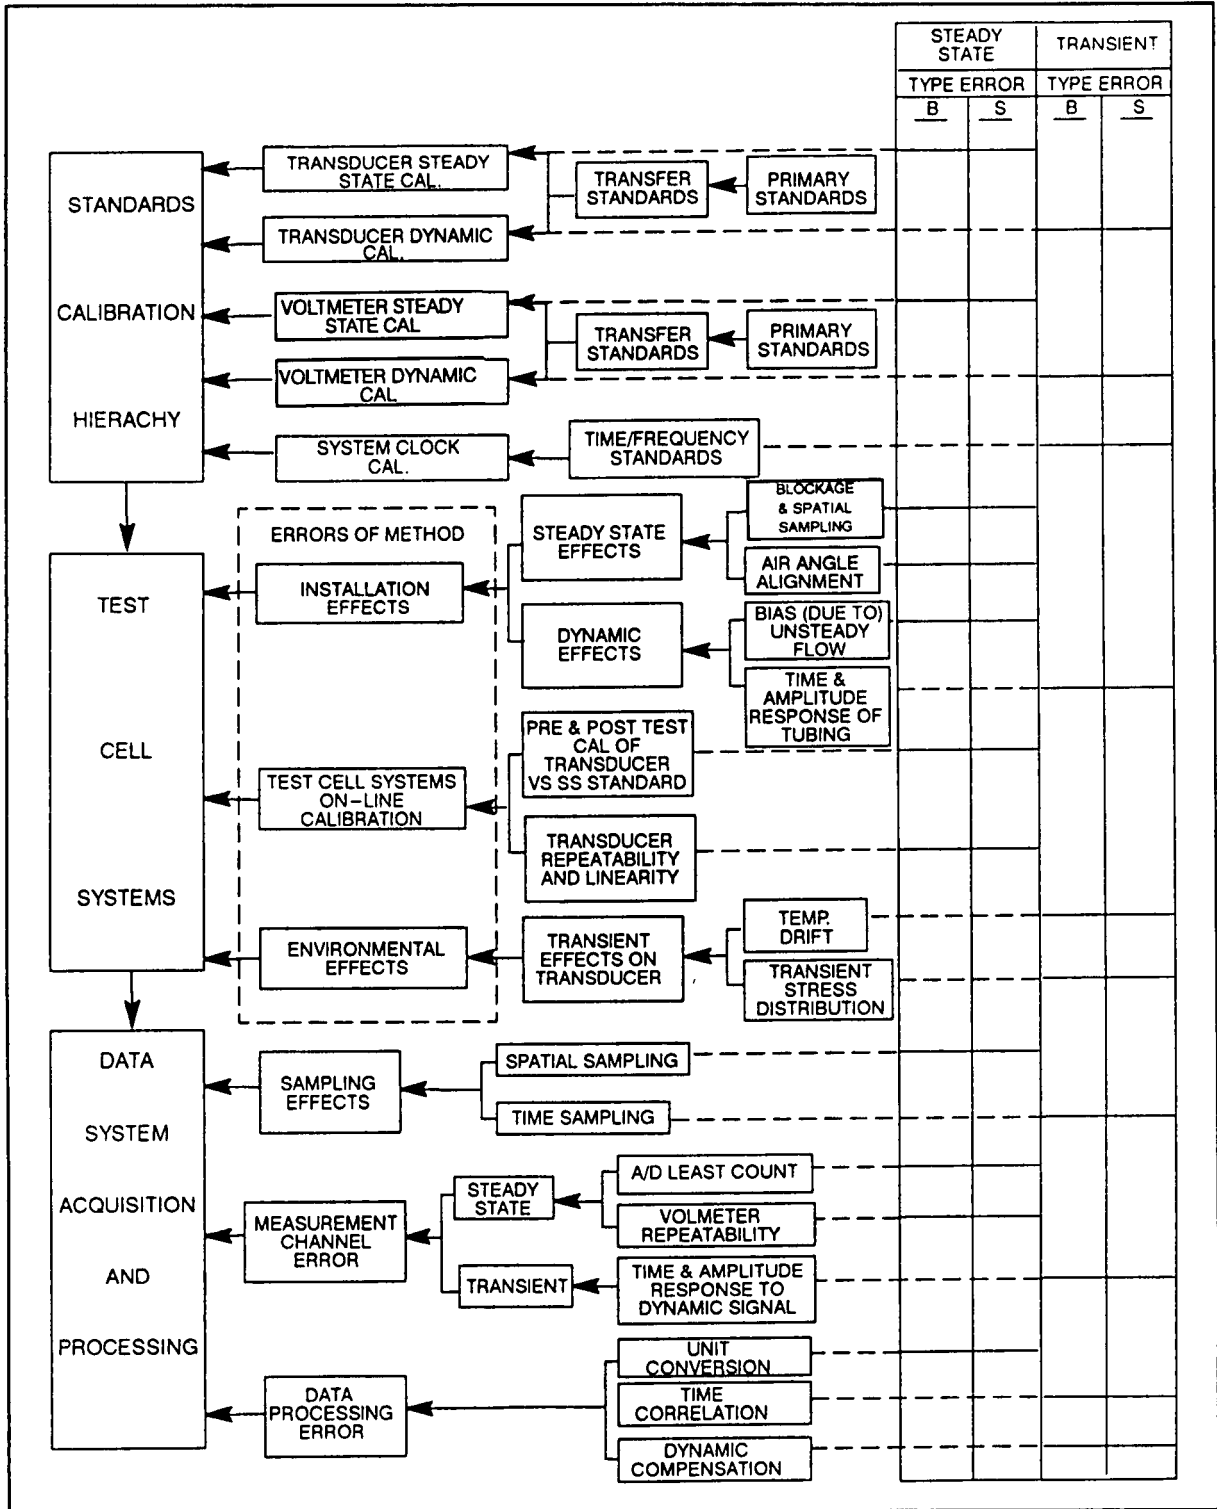 STEADY
STATE
TRANSIENT
TYPE ERROR
TYPE ERROR
B
S
B
S
STANDARDS
CALIBRATION
HIERACHY
TRANSDUCER STEADY
STATE CAL.
TRANSFER
STANDARDS
PRIMARY
STANDARDS
TRANSDUCER DYNAMIC
CAL.
VOLTMETER STEADY
STATE CAL
TRANSFER
STANDARDS
PRIMARY
STANDARDS
VOLTMETER DYNAMIC
CAL
SYSTEM CLOCK
CAL.
TIME/FREQUENCY
STANDARDS
TEST
CELL
SYSTEMS
ERRORS OF METHOD
INSTALLATION
EFFECTS
STEADY STATE
EFFECTS
BLOCKAGE
& SPATIAL
SAMPLING
AIR ANGLE
ALIGNMENT
DYNAMIC
EFFECTS
BIAS (DUE TO)
UNSTEADY
FLOW
TIME &
AMPLITUDE
RESPONSE OF
TUBING
TEST CELL SYSTEMS
ON-LINE
CALIBRATION
PRE & POST TEST
CAL OF
TRANSDUCER
VS SS STANDARD
TRANSDUCER
REPEATABILITY
AND LINEARITY
ENVIRONMENTAL
EFFECTS
TRANSIENT
EFFECTS ON
TRANSDUCER
TEMP.
DRIFT
TRANSIENT
STRESS
DISTRIBUTION
DATA
SYSTEM
ACQUISITION
AND
PROCESSING
SAMPLING
EFFECTS
SPATIAL SAMPLING
TIME SAMPLING
MEASUREMENT
CHANNEL
ERROR
STEADY
STATE
A/D LEAST COUNT
VOLMETER
REPEATABILITY
TRANSIENT
TIME & AMPLITUDE
RESPONSE TO
DYNAMIC SIGNAL
DATA
PROCESSING
ERROR
UNIT
CONVERSION
TIME
CORRELATION
DYNAMIC
COMPENSATION